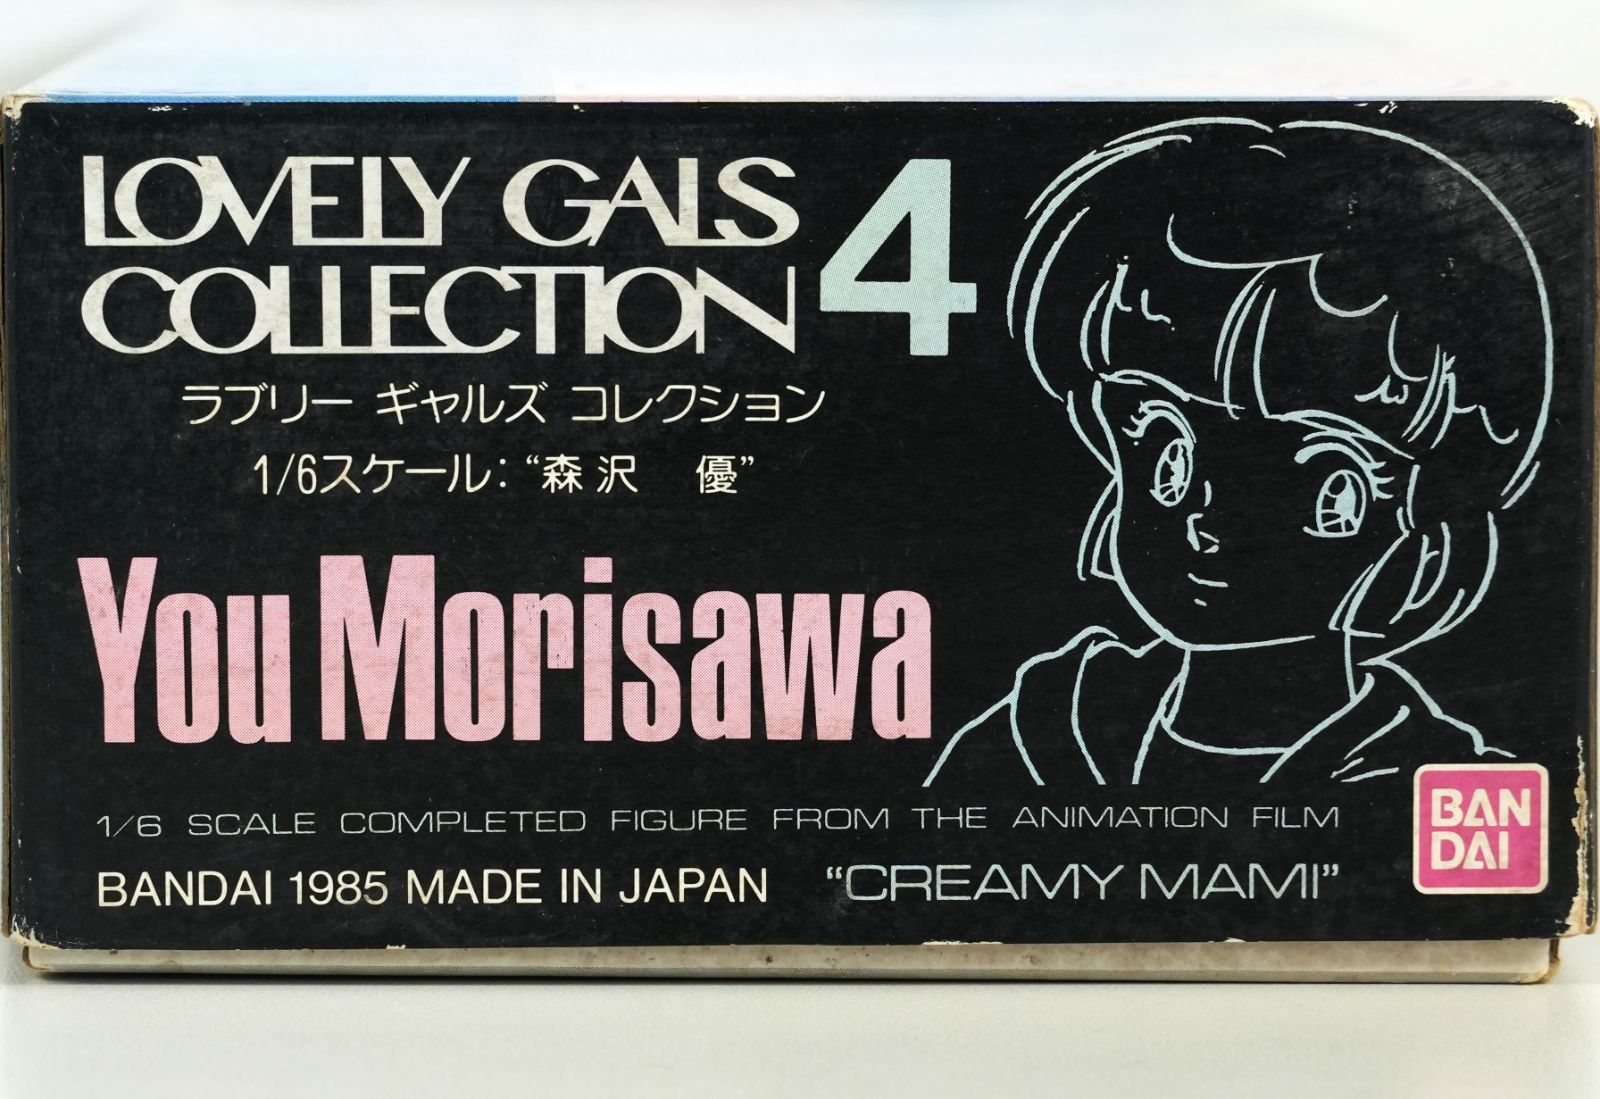 LOVELY GALS
COLLECTION 4
ラブリー ギャルズ コレクション
1/6スケール：“森沢 優”
You Morisawa
1/6 SCALE COMPLETED FIGURE FROM THE ANIMATION FILM
BANDAI 1985 MADE IN JAPAN “CREAMY MAMI”
BAN
DAI